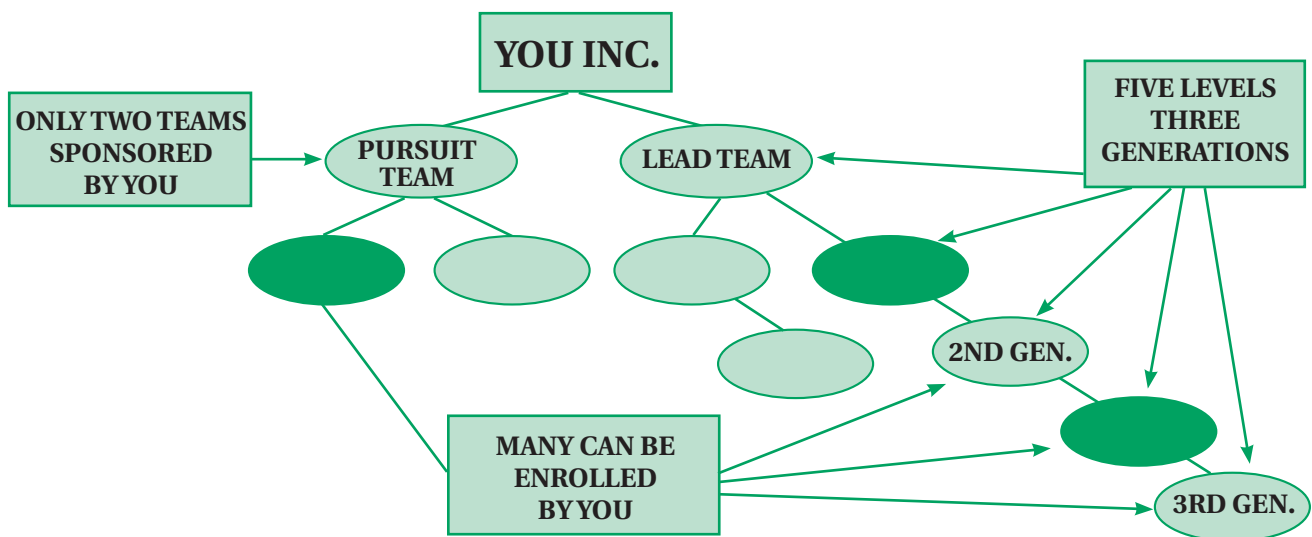 YOU INC.
ONLY TWO TEAMS
SPONSORED
BY YOU
PURSUIT
TEAM
LEAD TEAM
FIVE LEVELS
THREE
GENERATIONS
2ND GEN.
MANY CAN BE
ENROLLED
BY YOU
3RD GEN.